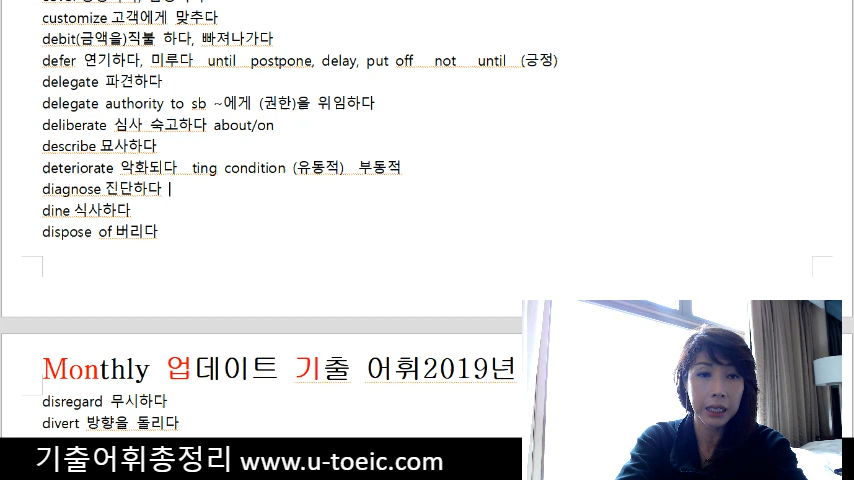 customize 고객에게 맞추다
debit(금액을)직불 하다, 빠져나가다
defer 연기하다, 미루다 until postpone, delay, put off not until (긍정)
delegate 파견하다
delegate authority to sb ~에게 (권한)을 위임하다
deliberate 심사 숙고하다 about/on
describe 묘사하다
deteriorate 악화되다 ting condition (유동적) 부동적
diagnose 진단하다
dine 식사하다
dispose of 버리다
Monthly 업데이트 기출 어휘2019년
disregard 무시하다
divert 방향을 돌리다
기출어휘총정리 www.u-toeic.com